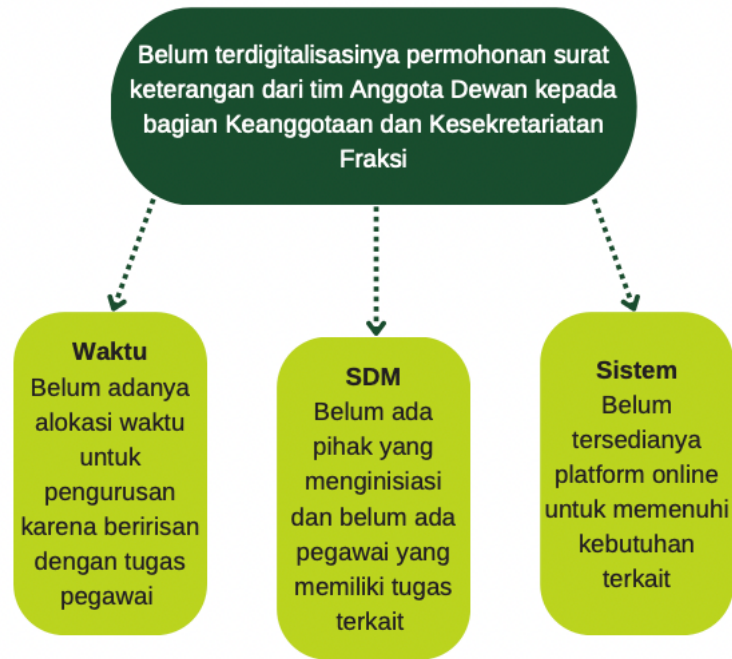 Belum terdigitalisasinya permohonan surat
keterangan dari tim Anggota Dewan kepada
bagian Keanggotaan dan Kesekretariatan
Fraksi
Waktu
Belum adanya
alokasi waktu
untuk
pengurusan
karena beririsan
dengan tugas
pegawai
SDM
Belum ada
pihak yang
menginisiasi
dan belum ada
pegawai yang
memiliki tugas
terkait
Sistem
Belum
tersedianya
platform online
untuk memenuhi
kebutuhan
terkait